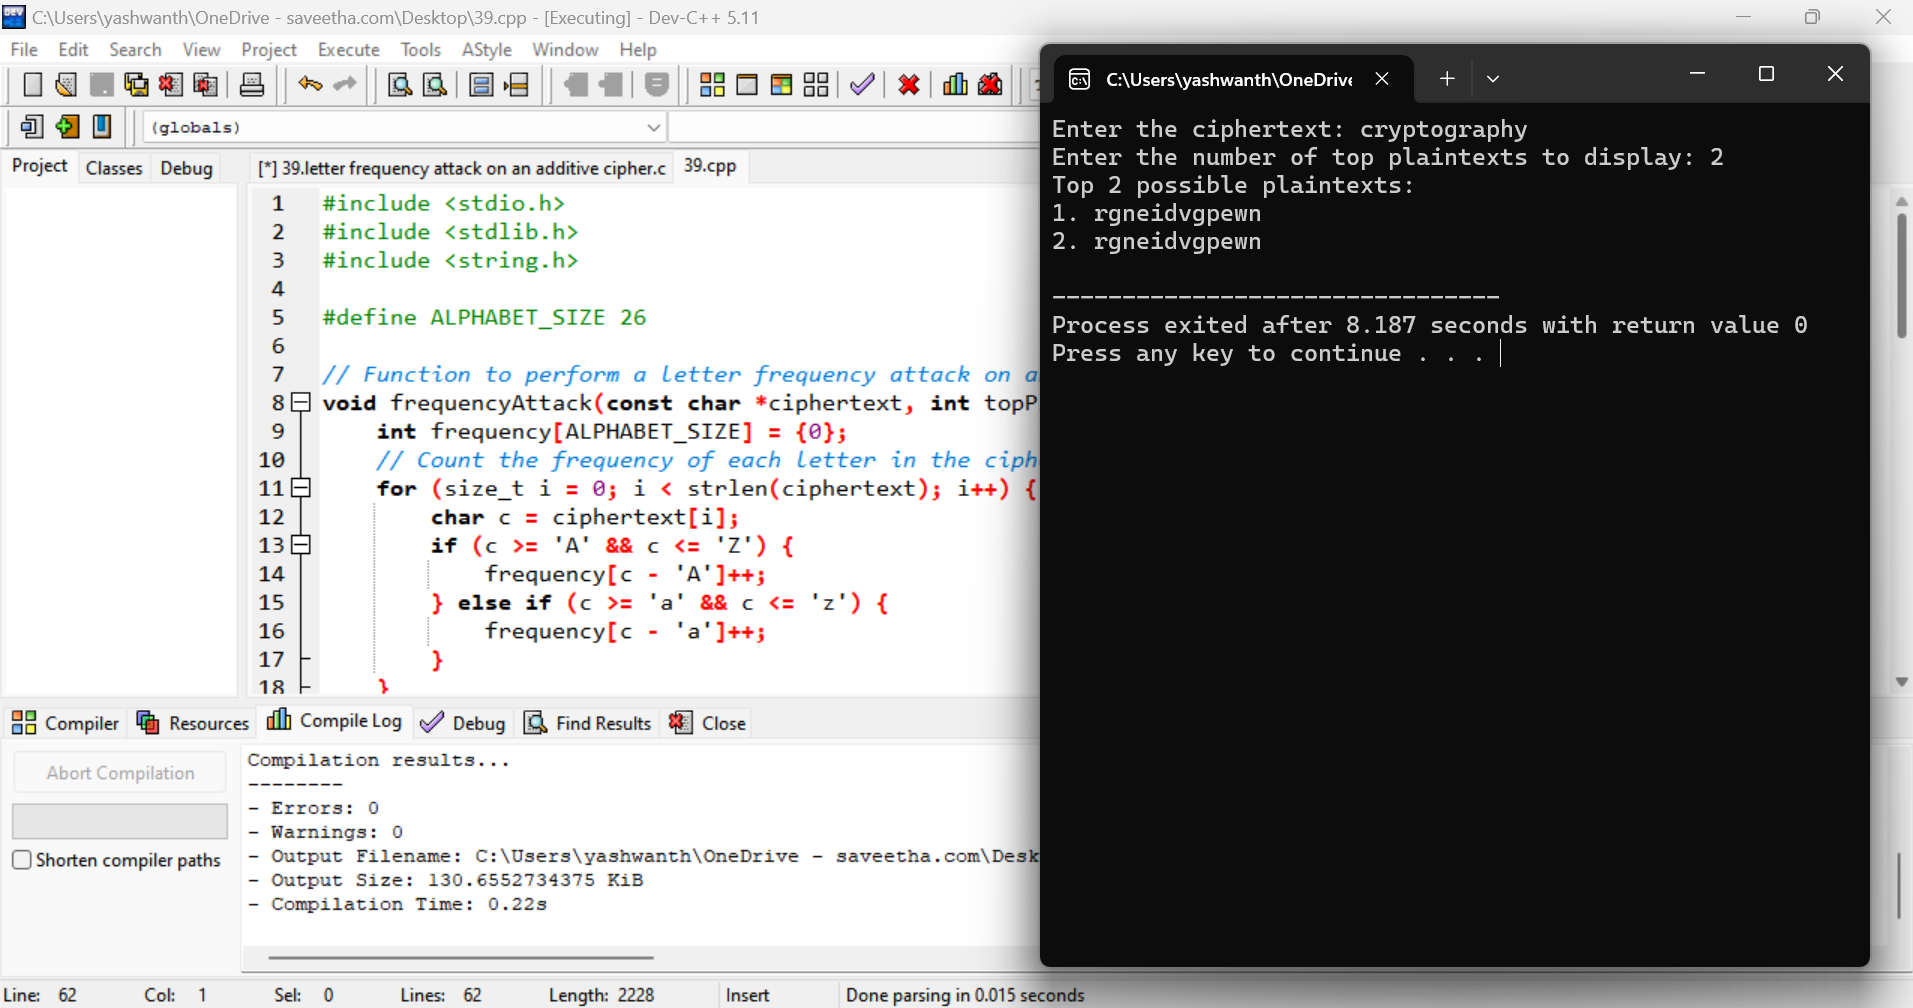 C:\Users\yashwanth\OneDrive - saveetha.com\Desktop\39.cpp - [Executing] - Dev-C++ 5.11
File Edit Search View Project Execute Tools AStyle Window Help
(globals)
Project Classes Debug
[*] 39.letter frequency attack on an additive cipher.c 39.cpp
1 #include <stdio.h>
2 #include <stdlib.h>
3 #include <string.h>
4
5 #define ALPHABET_SIZE 26
6
7 // Function to perform a letter frequency attack on a
8 void frequencyAttack(const char *ciphertext, int topP
9 int frequency[ALPHABET_SIZE] = {0};
10 // Count the frequency of each letter in the ciph
11 for (size_t i = 0; i < strlen(ciphertext); i++) {
12 char c = ciphertext[i];
13 if (c >= 'A' && c <= 'Z') {
14 frequency[c - 'A']++;
15 } else if (c >= 'a' && c <= 'z') {
16 frequency[c - 'a']++;
17 }
18 }
C:\Users\yashwanth\OneDrive
Enter the ciphertext: cryptography
Enter the number of top plaintexts to display: 2
Top 2 possible plaintexts:
1. rgneidvgpewn
2. rgneidvgpewn
--------------------------------
Process exited after 8.187 seconds with return value 0
Press any key to continue . . .
Compiler Resources Compile Log Debug Find Results Close
Abort Compilation
Shorten compiler paths
Compilation results...
--------
- Errors: 0
- Warnings: 0
- Output Filename: C:\Users\yashwanth\OneDrive - saveetha.com\Desk
- Output Size: 130.6552734375 KiB
- Compilation Time: 0.22s
Line: 62 Col: 1 Sel: 0 Lines: 62 Length: 2228 Insert Done parsing in 0.015 seconds